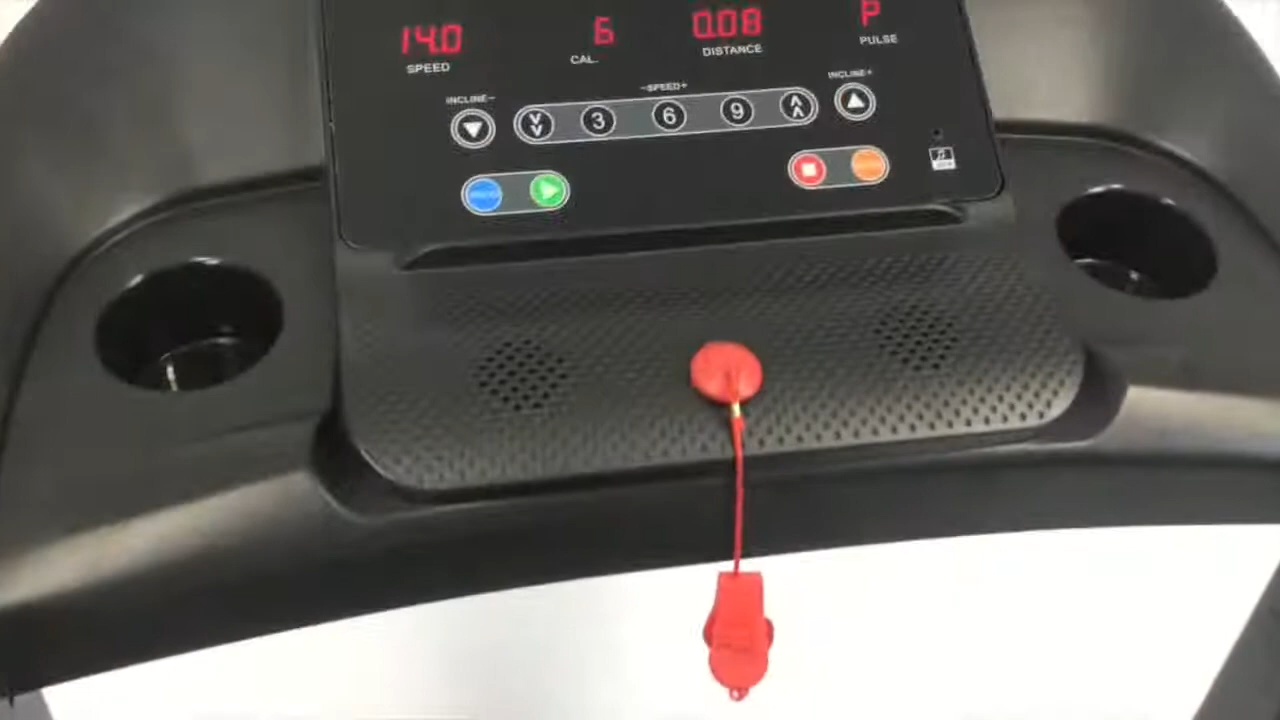 14.0 6 0.08 P
SPEED CAL. DISTANCE PULSE
INCLINE− −SPEED+ INCLINE+
3 6 9